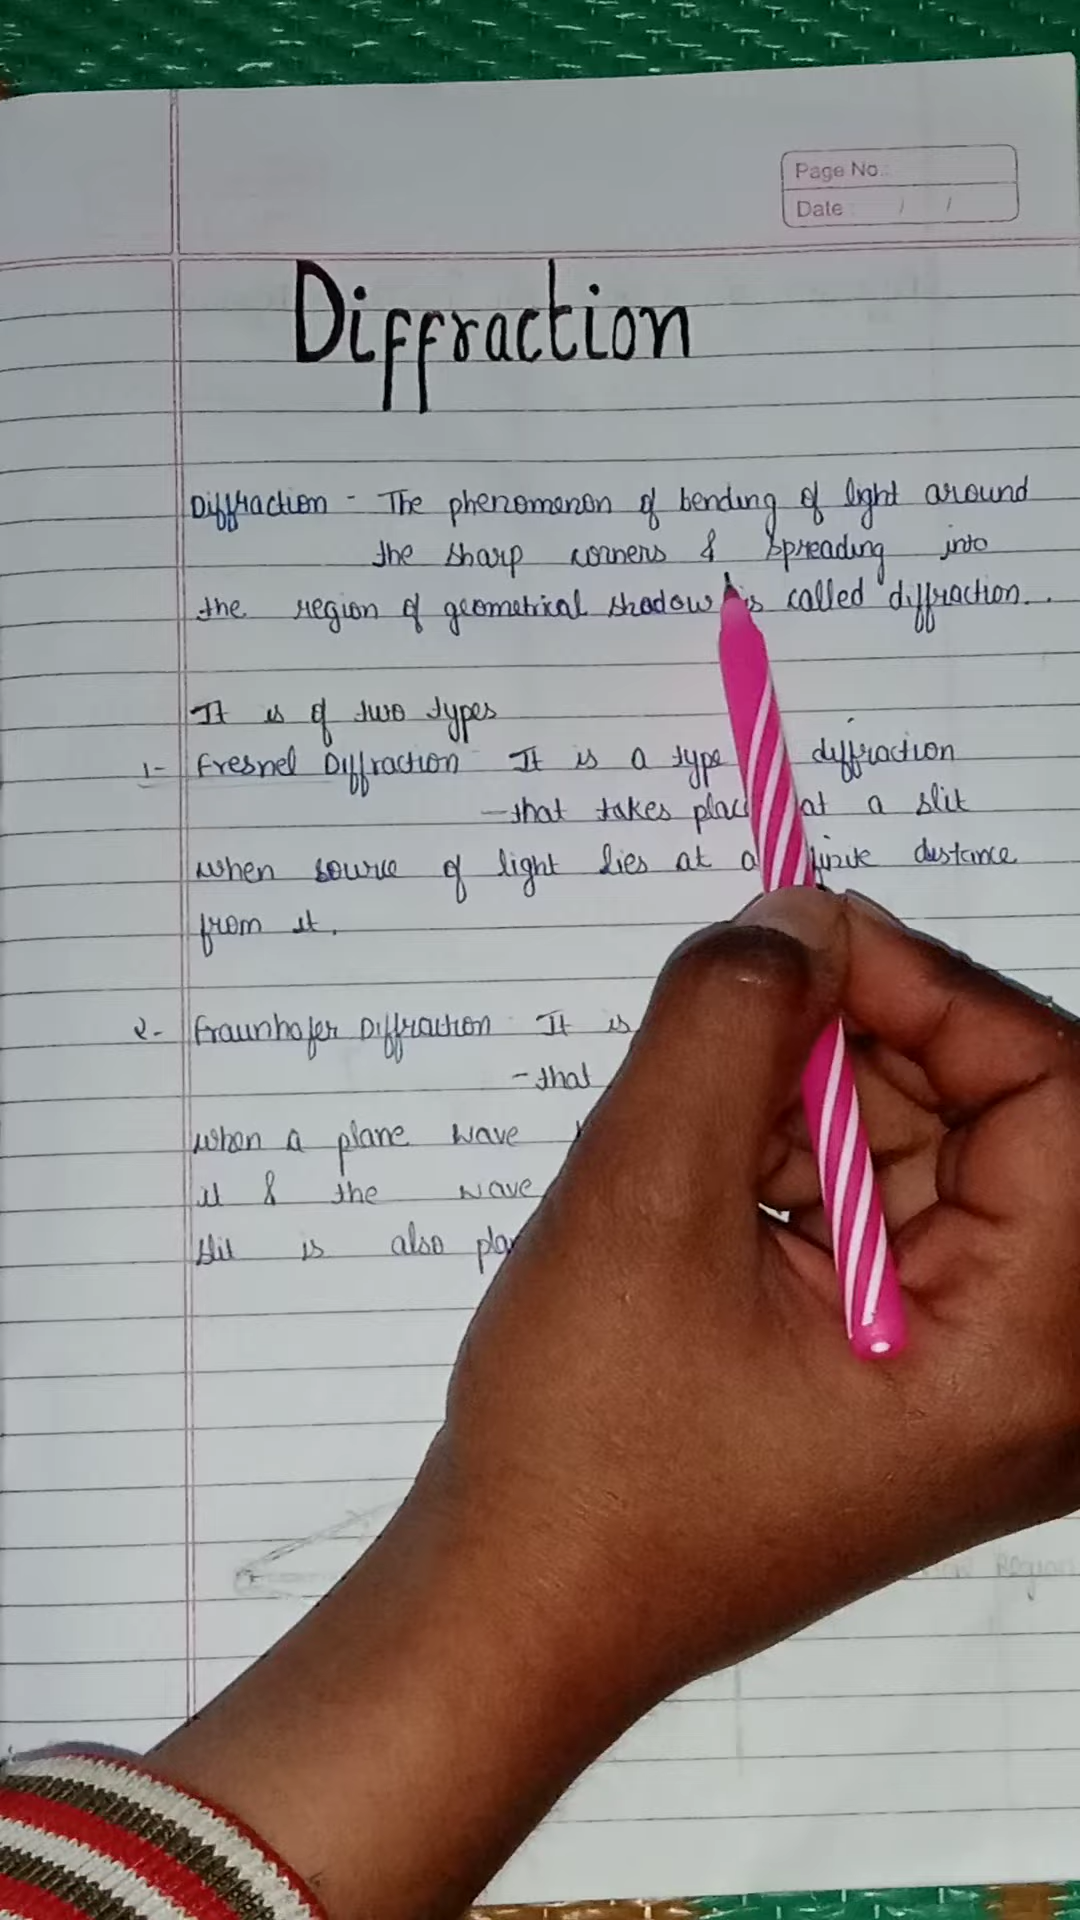 Page No.:
Date : / /
Diffraction
Diffraction - The phenomenon of bending of light around
the sharp corners & spreading into
the region of geometrical shadow is called diffraction.
It is of two types
1- Fresnel Diffraction It is a type diffraction
- that takes place at a slit
when source of light lies at a finite distance
from it.
2- Fraunhofer Diffraction It is
- that
when a plane wave
it & the wave
slit is also
Region